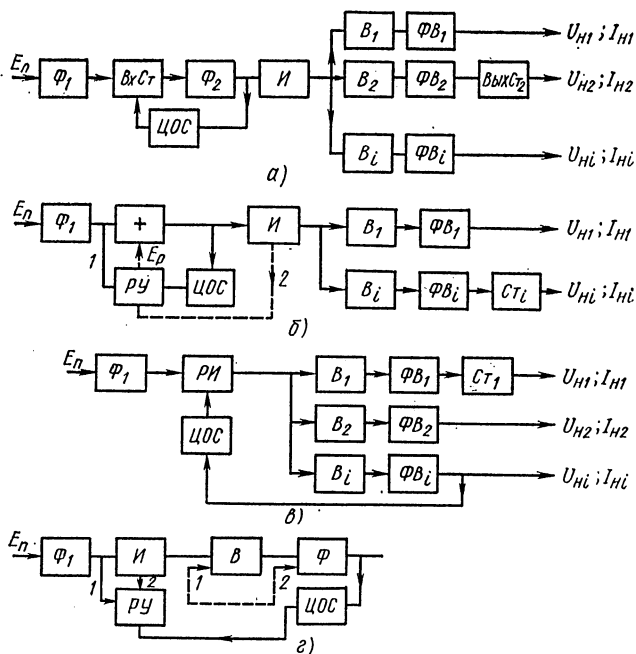 В₁ ФВ₁ Uн1; Iн1
Eп Ф₁ ВхСт Ф₂ И В₂ ФВ₂ ВыхСт₂ Uн2; Iн2
ЦОС
Вi ФВi Uнi; Iнi
а)
Eп Ф₁ + И В₁ ФВ₁ Uн1; Iн1
1 Eр 2
РУ ЦОС Вi ФВi Стi Uнi; Iнi
б)
Eп Ф₁ РИ В₁ ФВ₁ Ст₁ Uн1; Iн1
ЦОС В₂ ФВ₂ Uн2; Iн2
Вi ФВi Uнi; Iнi
в)
Eп Ф₁ И В Ф
1 2 1 2
РУ ЦОС
г)